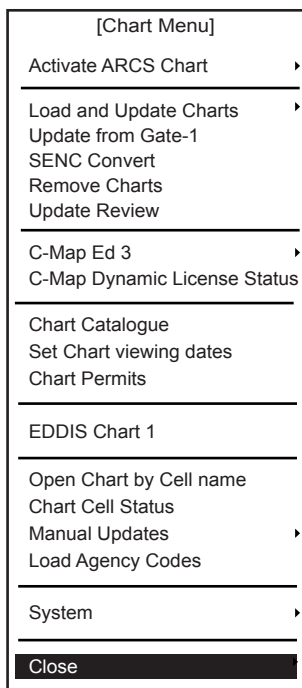 [Chart Menu]
Activate ARCS Chart
Load and Update Charts
Update from Gate-1
SENC Convert
Remove Charts
Update Review
C-Map Ed 3
C-Map Dynamic License Status
Chart Catalogue
Set Chart viewing dates
Chart Permits
EDDIS Chart 1
Open Chart by Cell name
Chart Cell Status
Manual Updates
Load Agency Codes
System
Close